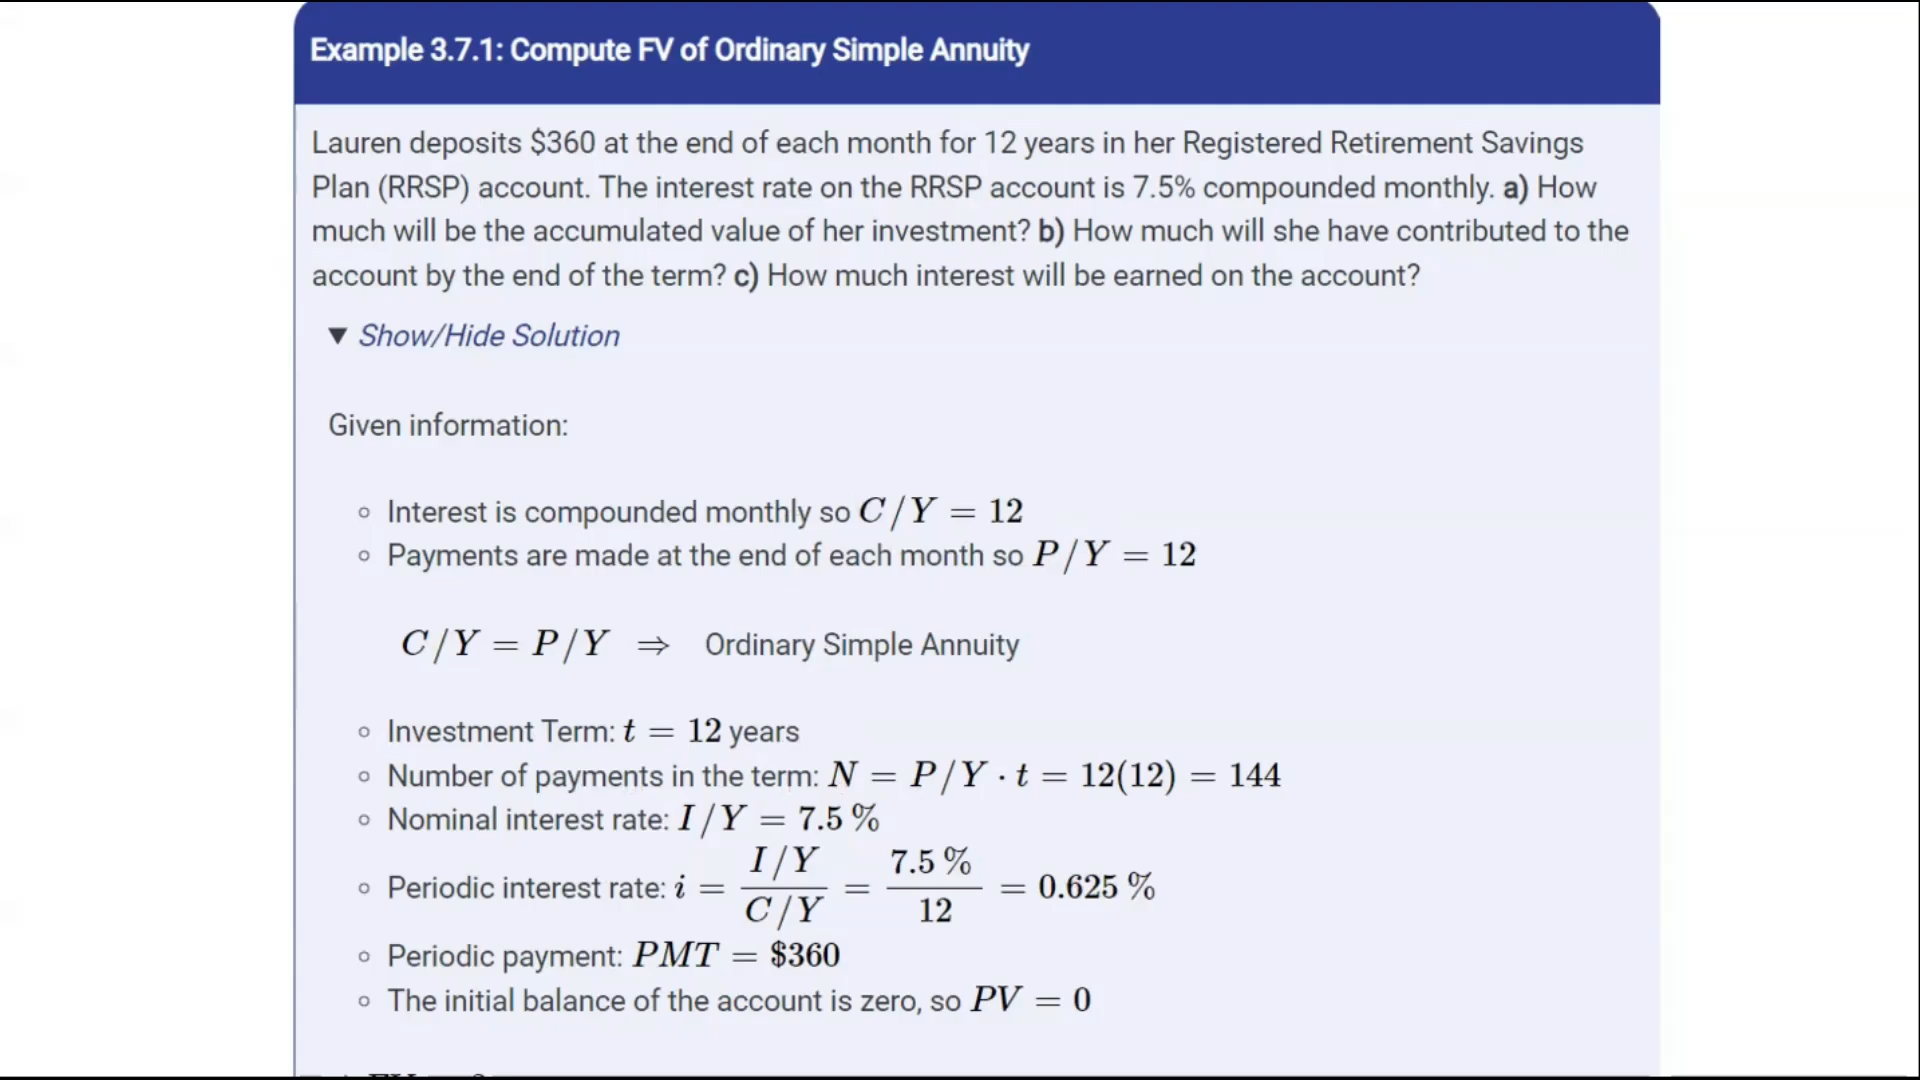 Example 3.7.1: Compute FV of Ordinary Simple Annuity
Lauren deposits $360 at the end of each month for 12 years in her Registered Retirement Savings
Plan (RRSP) account. The interest rate on the RRSP account is 7.5% compounded monthly. a) How
much will be the accumulated value of her investment? b) How much will she have contributed to the
account by the end of the term? c) How much interest will be earned on the account?
▼ Show/Hide Solution
Given information:
◦ Interest is compounded monthly so C/Y = 12
◦ Payments are made at the end of each month so P/Y = 12
C/Y = P/Y ⇒ Ordinary Simple Annuity
◦ Investment Term: t = 12 years
◦ Number of payments in the term: N = P/Y · t = 12(12) = 144
◦ Nominal interest rate: I/Y = 7.5 %
◦ Periodic interest rate: i = I/Y / C/Y = 7.5 % / 12 = 0.625 %
◦ Periodic payment: PMT = $360
◦ The initial balance of the account is zero, so PV = 0